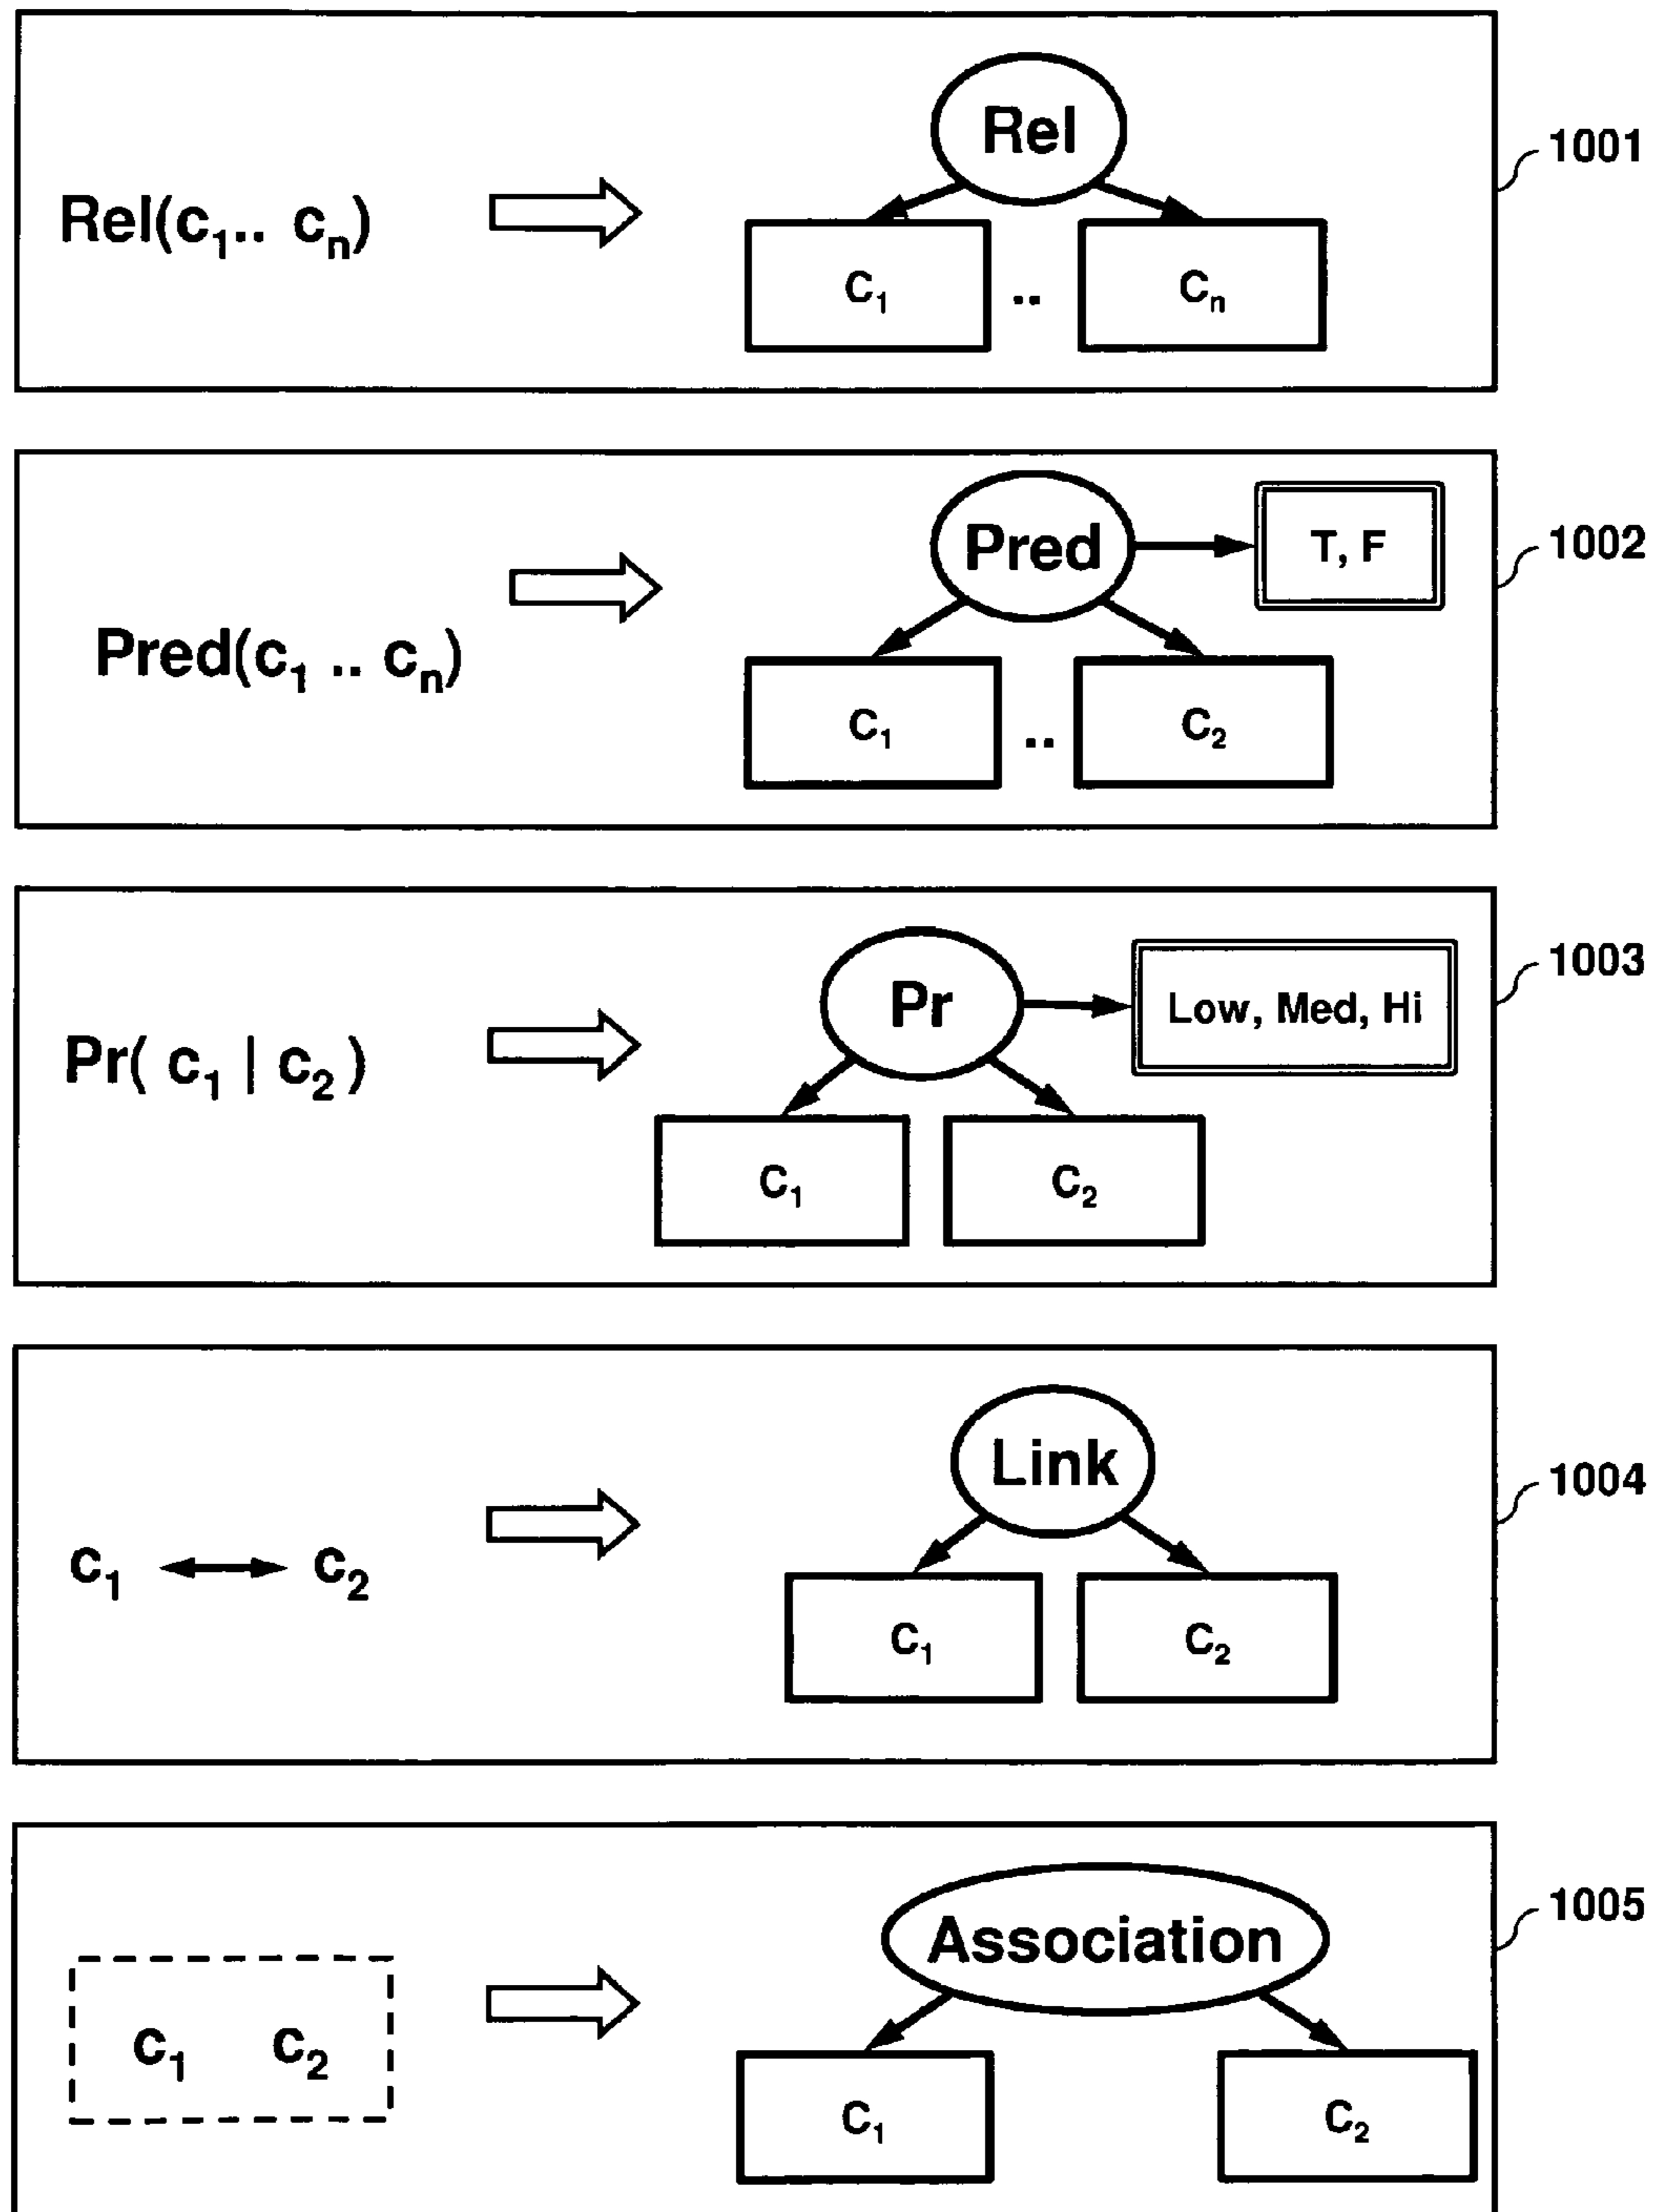 Rel
1001
Rel(c₁.. cₙ)
C₁ .. Cₙ
Pred
T, F
1002
Pred(c₁ .. cₙ)
C₁ .. C₂
Pr
Low, Med, Hi
1003
Pr( c₁ | c₂ )
C₁ C₂
Link
1004
c₁ ↔ c₂
C₁ C₂
Association
1005
c₁ c₂
C₁ C₂